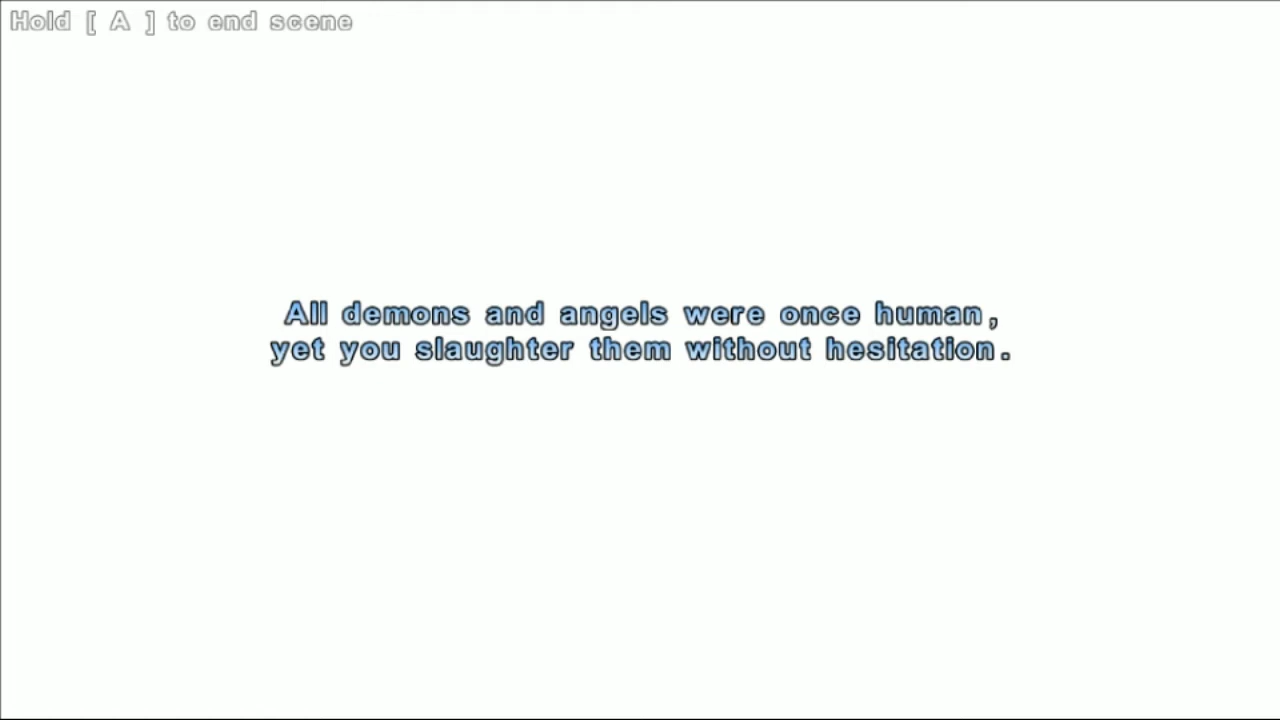 Hold [ A ] to end scene
All demons and angels were once human,
yet you slaughter them without hesitation.